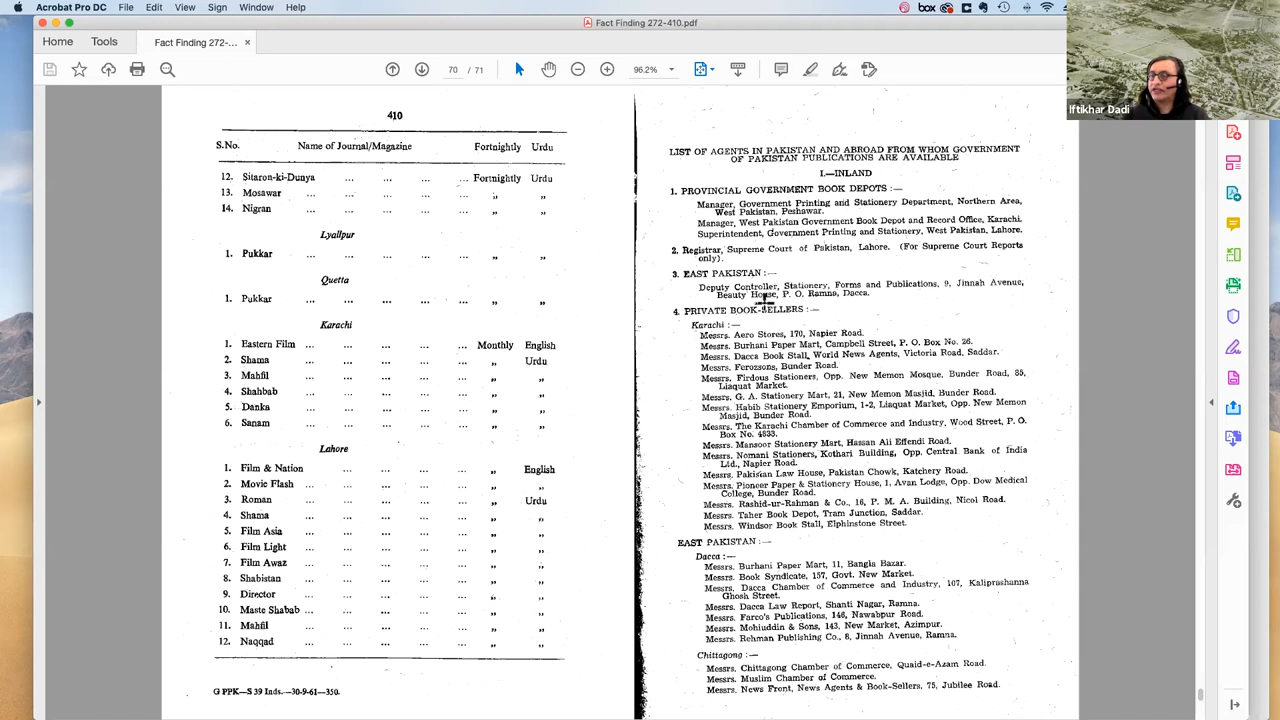 Acrobat Pro DC File Edit View Sign Window Help
box
Fact Finding 272-410.pdf
Home Tools Fact Finding 272-... ×
70 / 71 96.2%
Iftikhar Dadi
410
S.No. Name of Journal/Magazine Fortnightly Urdu
12. Sitaron-ki-Dunya ... ... ... Fortnightly Urdu
13. Mosawar ... ... ... ... „ „
14. Nigran ... ... ... ... „ „
Lyallpur
1. Pukkar ... ... ... ... „ „
Quetta
1. Pukkar ... ... ... ... „ „
Karachi
1. Eastern Film ... ... ... ... Monthly English
2. Shama ... ... ... ... „ Urdu
3. Mahfil ... ... ... ... „ „
4. Shahbab ... ... ... ... „ „
5. Danka ... ... ... ... „ „
6. Sanam ... ... ... ... „ „
Lahore
1. Film & Nation ... ... ... „ English
2. Movie Flash ... ... ... „ „
3. Roman ... ... ... ... „ Urdu
4. Shama ... ... ... ... „ „
5. Film Asia ... ... ... ... „ „
6. Film Light ... ... ... ... „ „
7. Film Awaz ... ... ... ... „ „
8. Shabistan ... ... ... ... „ „
9. Director ... ... ... ... „ „
10. Maste Shabab ... ... ... ... „ „
11. Mahfil ... ... ... ... „ „
12. Naqqad ... ... ... ... „ „
G PPK—S 39 Inds.—30-9-61—350.
LIST OF AGENTS IN PAKISTAN AND ABROAD FROM WHOM GOVERNMENT
OF PAKISTAN PUBLICATIONS ARE AVAILABLE
I.—INLAND
1. PROVINCIAL GOVERNMENT BOOK DEPOTS :—
Manager, Government Printing and Stationery Department, Northern Area,
West Pakistan, Peshawar.
Manager, West Pakistan Government Book Depot and Record Office, Karachi.
Superintendent, Government Printing and Stationery, West Pakistan, Lahore.
2. Registrar, Supreme Court of Pakistan, Lahore. (For Supreme Court Reports
only).
3. EAST PAKISTAN :—
Deputy Controller, Stationery, Forms and Publications, 9, Jinnah Avenue,
Beauty House, P. O. Ramna, Dacca.
4. PRIVATE BOOK-SELLERS :—
Karachi :—
Messrs. Aero Stores, 170, Napier Road.
Messrs. Burhani Paper Mart, Campbell Street, P. O. Box No. 26.
Messrs. Dacca Book Stall, World News Agents, Victoria Road, Saddar.
Messrs. Ferozsons, Bunder Road.
Messrs. Firdous Stationers, Opp. New Memon Mosque, Bunder Road, 85,
Liaquat Market.
Messrs. G. A. Stationery Mart, 21, New Memon Masjid, Bunder Road.
Messrs. Habib Stationery Emporium, 1-2, Liaquat Market, Opp. New Memon
Masjid, Bunder Road.
Messrs. The Karachi Chamber of Commerce and Industry, Wood Street, P. O.
Box No. 4833.
Messrs. Mansoor Stationery Mart, Hassan Ali Effendi Road.
Messrs. Nomani Stationers, Kothari Building, Opp. Central Bank of India
Ltd., Napier Road.
Messrs. Pakistan Law House, Pakistan Chowk, Katchery Road.
Messrs. Pioneer Paper & Stationery House, 1, Avan Lodge, Opp. Dow Medical
College, Bunder Road.
Messrs. Rashid-ur-Rahman & Co., 16, P. M. A. Building, Nicol Road.
Messrs. Taher Book Depot, Tram Junction, Saddar.
Messrs. Windsor Book Stall, Elphinstone Street.
EAST PAKISTAN :—
Dacca :—
Messrs. Burhani Paper Mart, 11, Bangla Bazar.
Messrs. Book Syndicate, 157, Govt. New Market.
Messrs. Dacca Chamber of Commerce and Industry, 107, Kaliprashanna
Ghosh Street.
Messrs. Dacca Law Report, Shanti Nagar, Ramna.
Messrs. Farco's Publications, 146, Nawabpur Road.
Messrs. Mohiuddin & Sons, 143, New Market, Azimpur.
Messrs. Rehman Publishing Co., 8, Jinnah Avenue, Ramna.
Chittagong :—
Messrs. Chittagong Chamber of Commerce, Quaid-e-Azam Road.
Messrs. Muslim Chamber of Commerce.
Messrs. News Front, News Agents & Book-Sellers, 75, Jubilee Road.